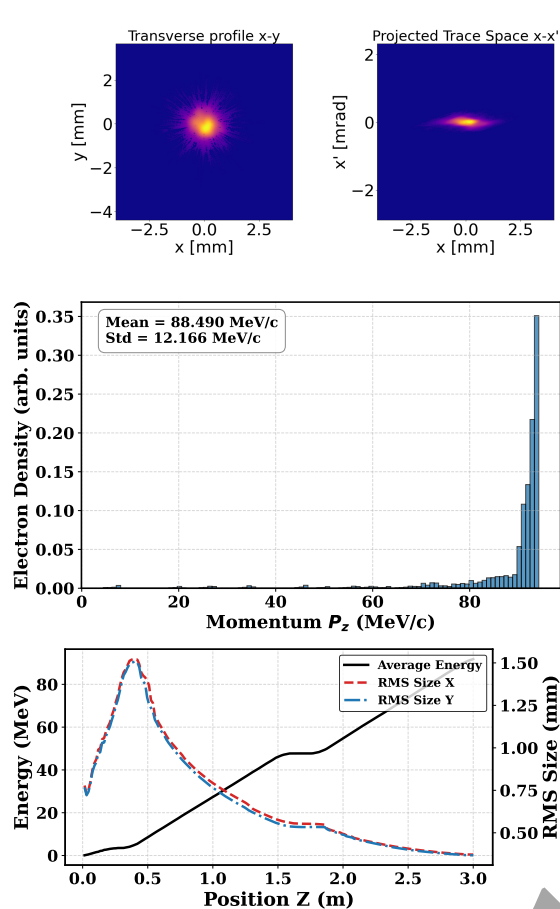 Transverse profile x-y
Projected Trace Space x-x'
2
0
−2
−4
y [mm]
−2.5 0.0 2.5
x [mm]
2
0
−2
x' [mrad]
−2.5 0.0 2.5
x [mm]
Mean = 88.490 MeV/c
Std = 12.166 MeV/c
Electron Density (arb. units)
0.35
0.30
0.25
0.20
0.15
0.10
0.05
0.00
0 20 40 60 80
Momentum Pz (MeV/c)
Average Energy
RMS Size X
RMS Size Y
Energy (MeV)
80
60
40
20
0
1.50
1.25
1.00
0.75
0.50
RMS Size (mm)
0.0 0.5 1.0 1.5 2.0 2.5 3.0
Position Z (m)